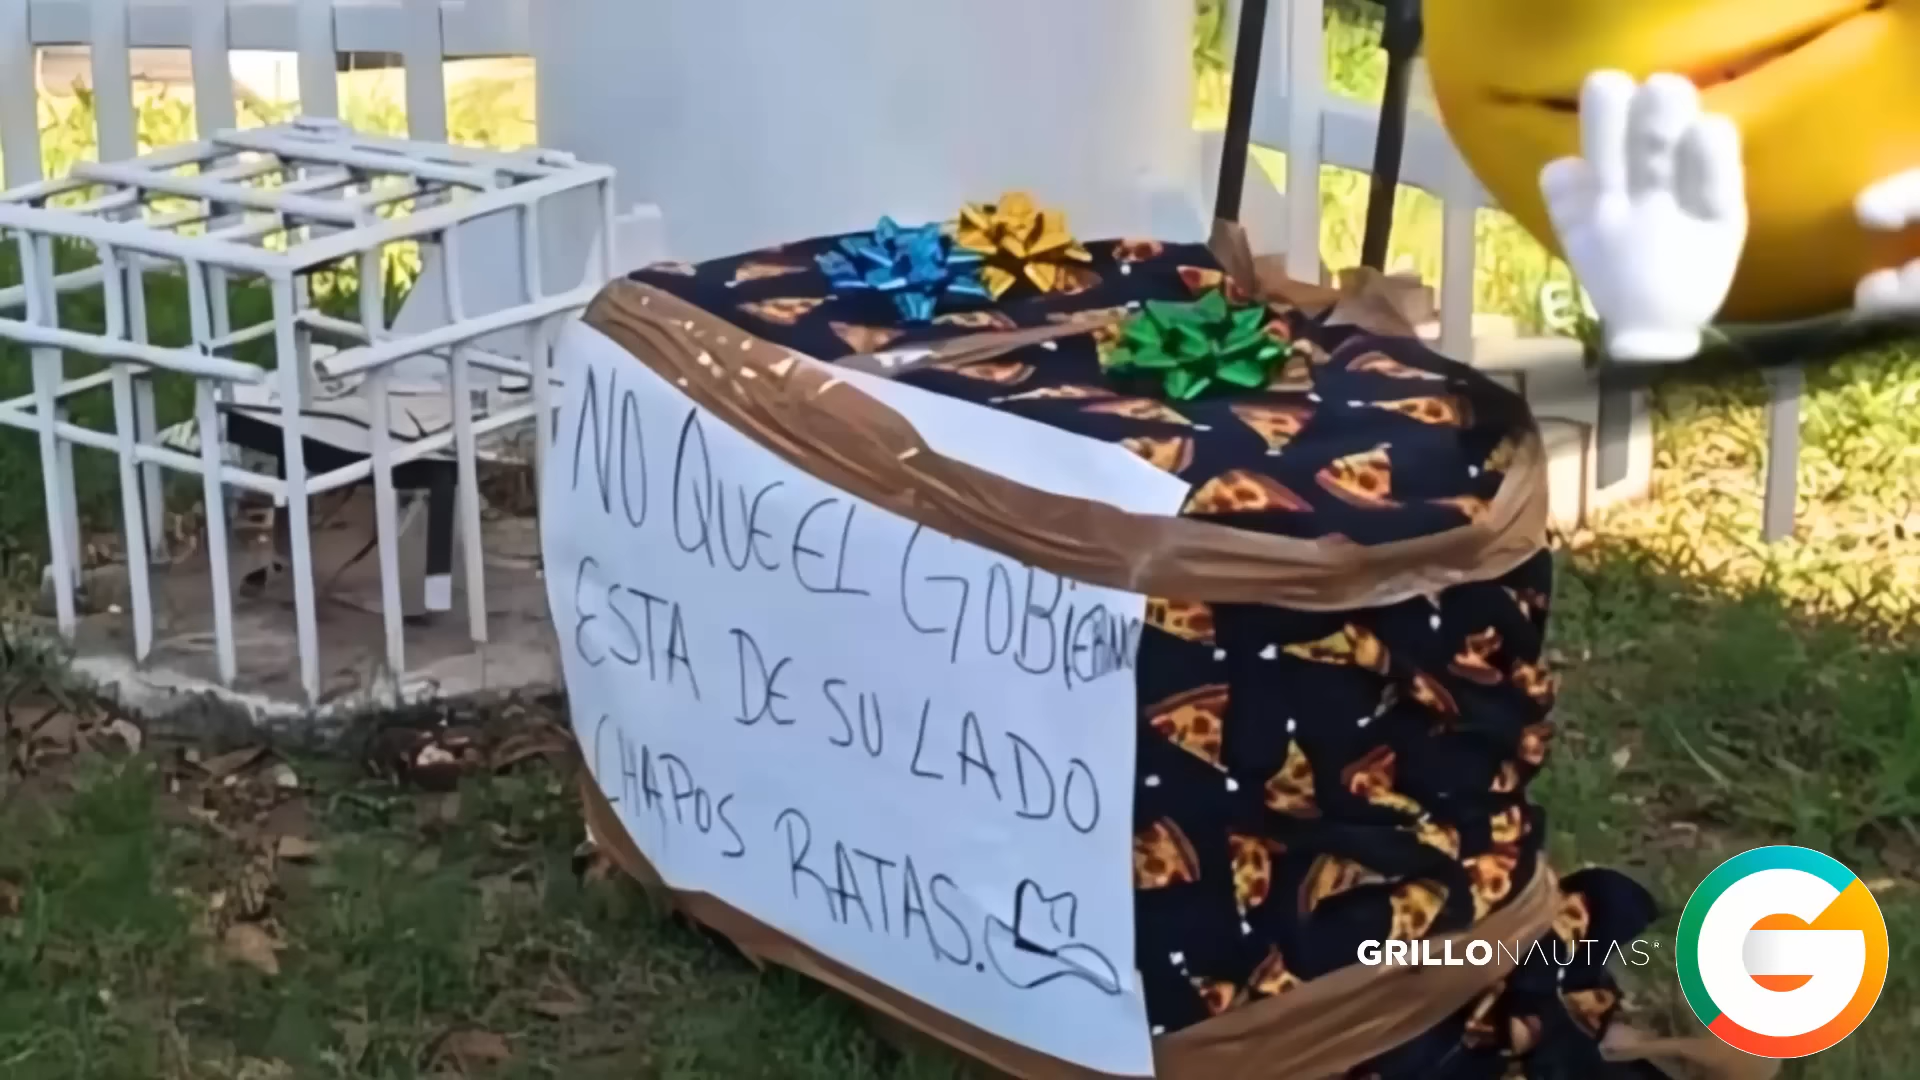 NO QUE EL GOBIERNO
ESTA DE SU LADO
CHAPOS RATAS.
GRILLONAUTAS®
G